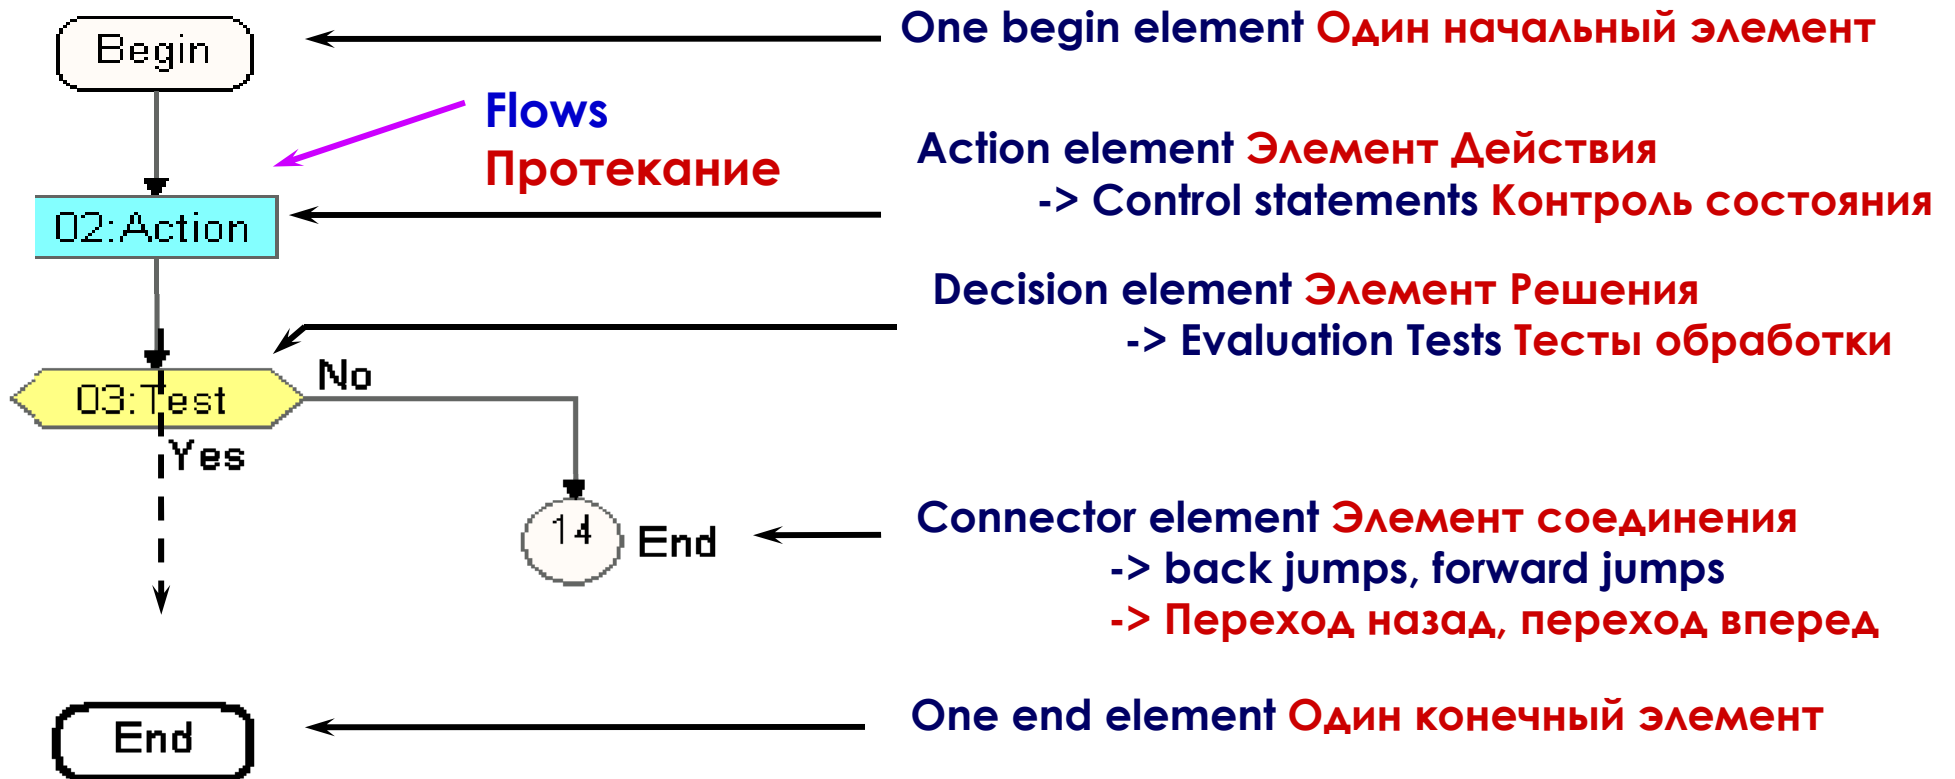 Begin
One begin element Один начальный элемент
Flows
Протекание
Action element Элемент Действия
-> Control statements Контроль состояния
02:Action
Decision element Элемент Решения
-> Evaluation Tests Тесты обработки
No
03:Test
Yes
14
End
Connector element Элемент соединения
-> back jumps, forward jumps
-> Переход назад, переход вперед
One end element Один конечный элемент
End